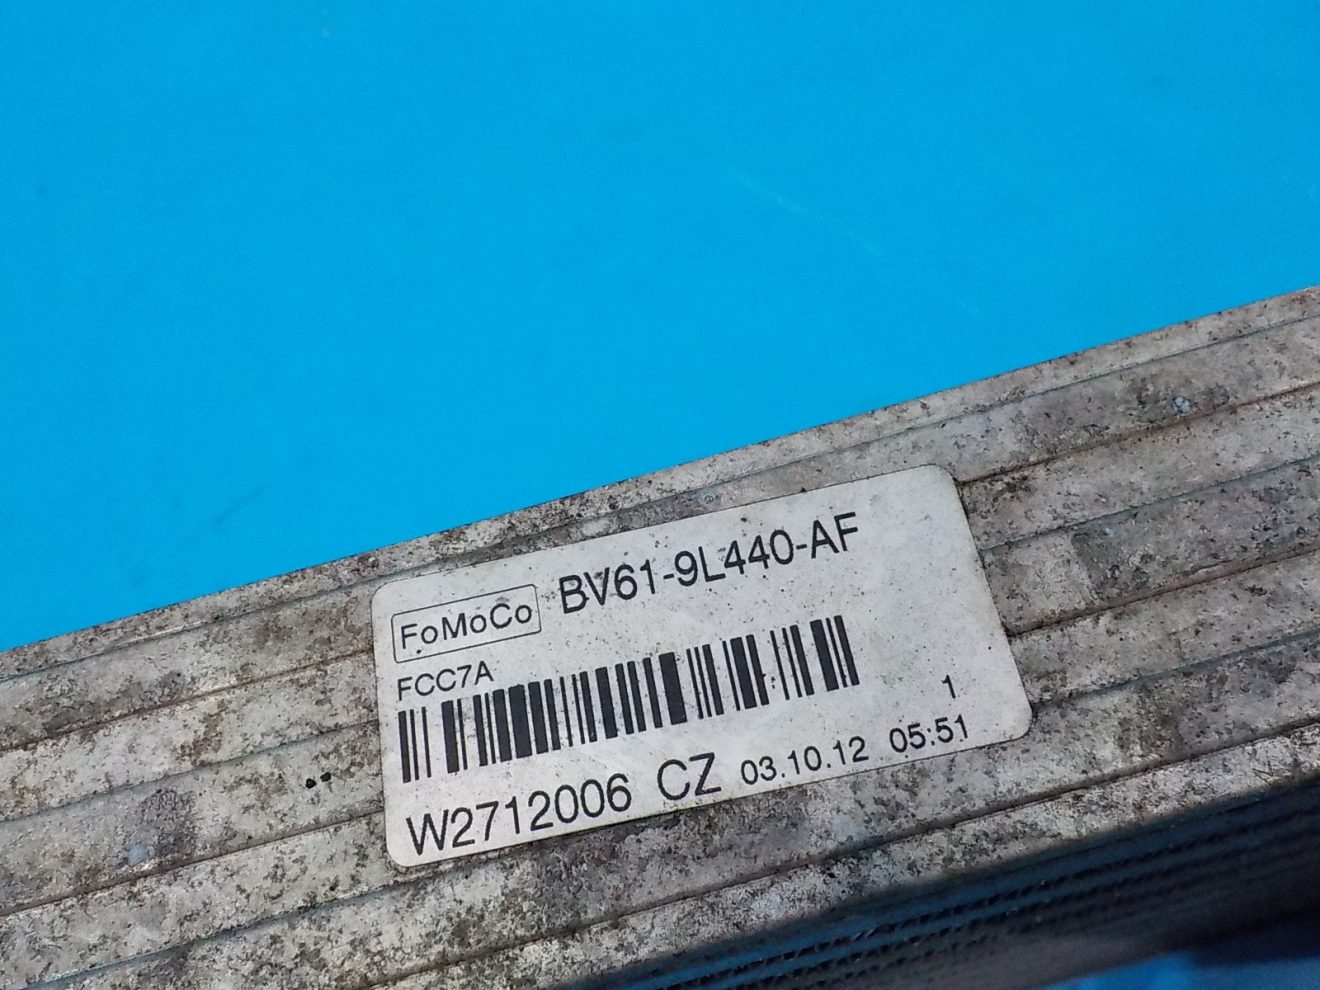 FoMoCo BV61-9L440-AF
FCC7A
1
W2712006 CZ 03.10.12 05:51